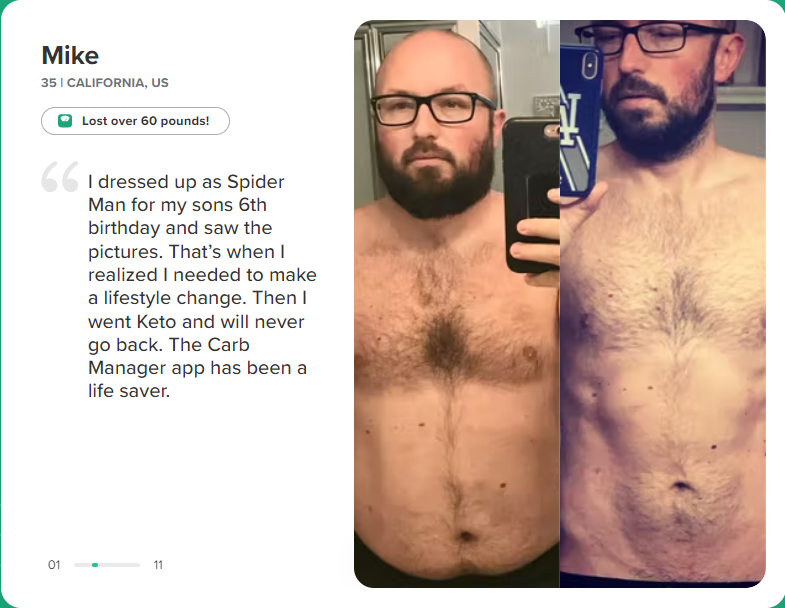 Mike
35 | CALIFORNIA, US
Lost over 60 pounds!
“
I dressed up as Spider
Man for my sons 6th
birthday and saw the
pictures. That’s when I
realized I needed to make
a lifestyle change. Then I
went Keto and will never
go back. The Carb
Manager app has been a
life saver.
01 11
LA